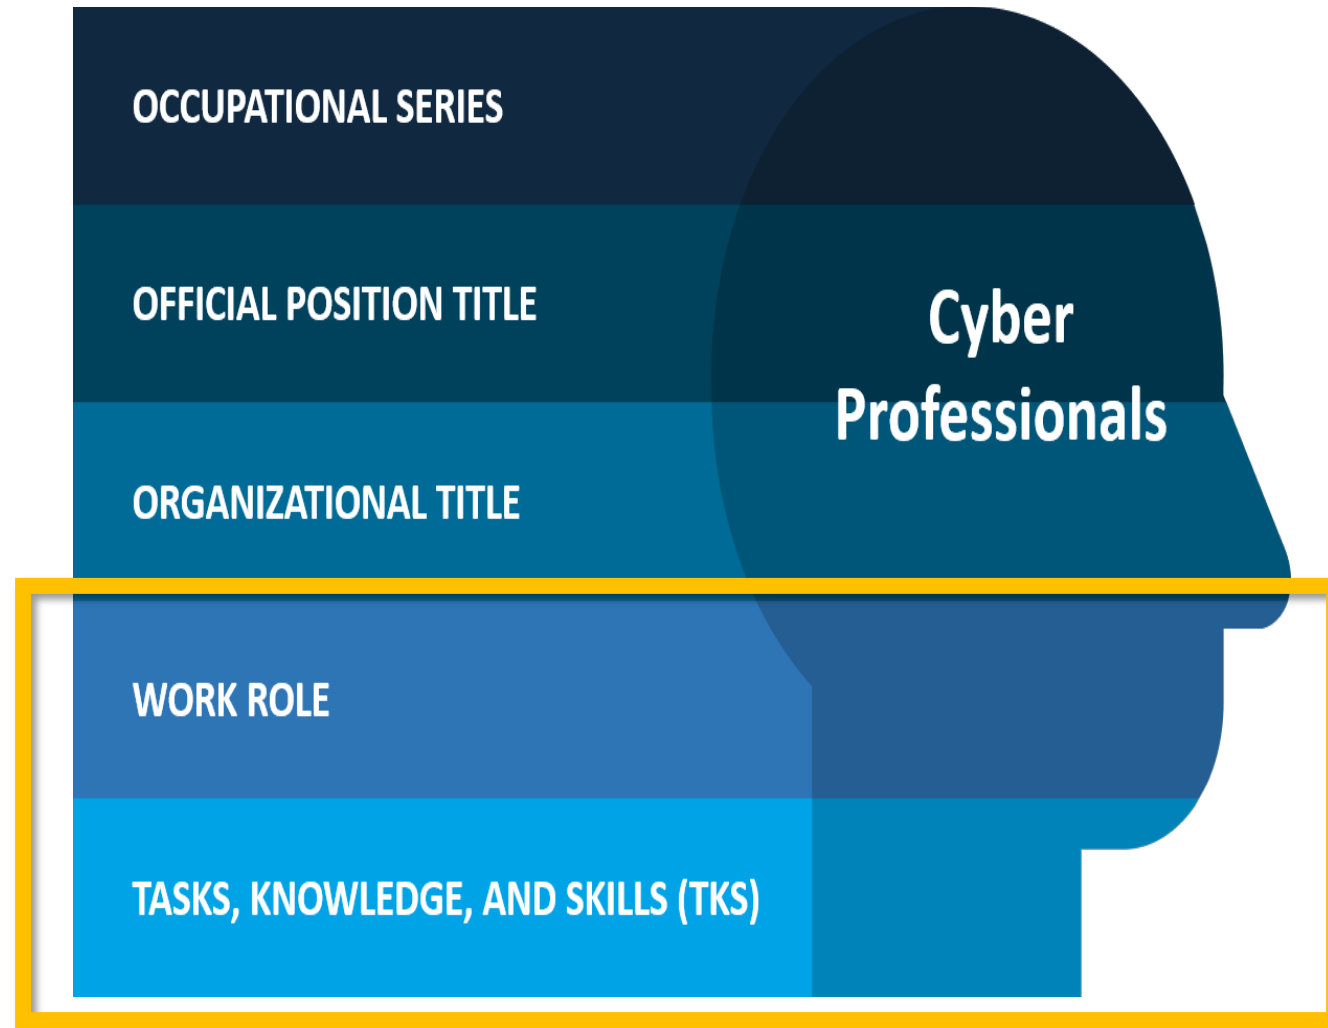 OCCUPATIONAL SERIES
OFFICIAL POSITION TITLE
Cyber
Professionals
ORGANIZATIONAL TITLE
WORK ROLE
TASKS, KNOWLEDGE, AND SKILLS (TKS)